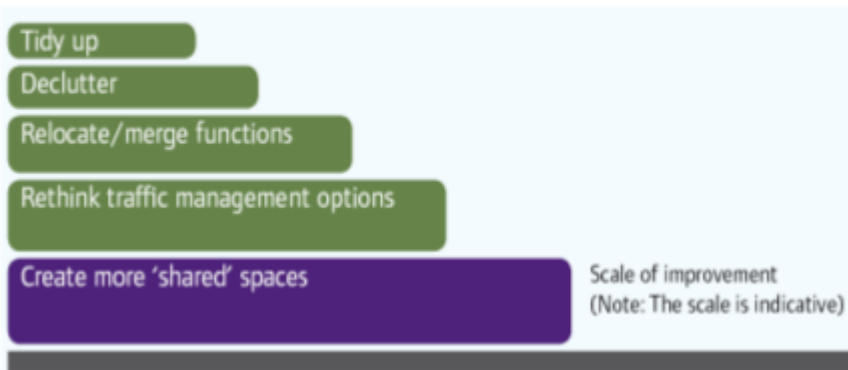 Tidy up
Declutter
Relocate/merge functions
Rethink traffic management options
Create more ‘shared’ spaces
Scale of improvement
(Note: The scale is indicative)